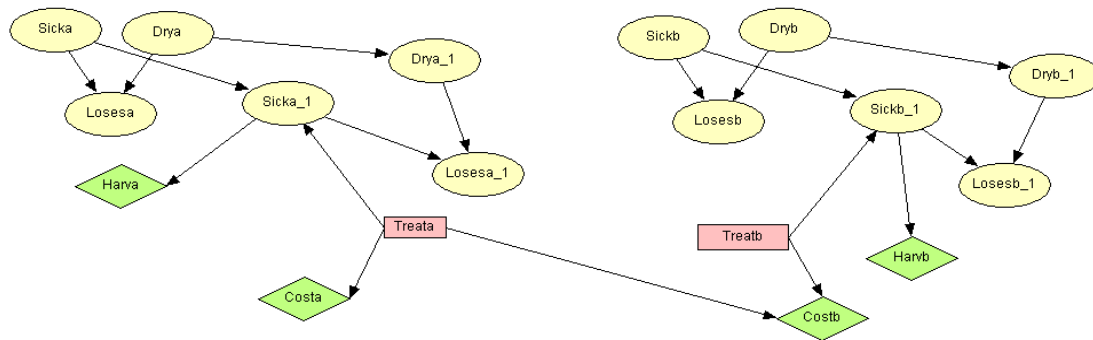 Sicka
Drya
Drya_1
Losesa
Sicka_1
Losesa_1
Harva
Treata
Costa
Sickb
Dryb
Dryb_1
Losesb
Sickb_1
Losesb_1
Treatb
Harvb
Costb